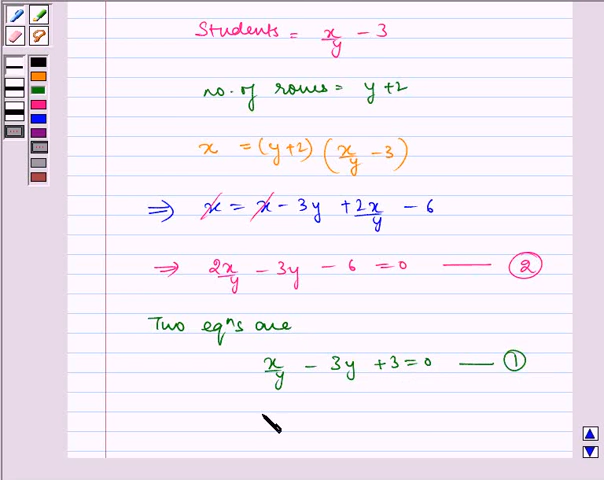 Students = x/y - 3
no. of rows = y+2
x = (y+2) (x/y - 3)
⇒ x = x - 3y + 2x/y - 6
⇒ 2x/y - 3y - 6 = 0 —— ②
Two eqⁿs are
x/y - 3y + 3 = 0 —— ①